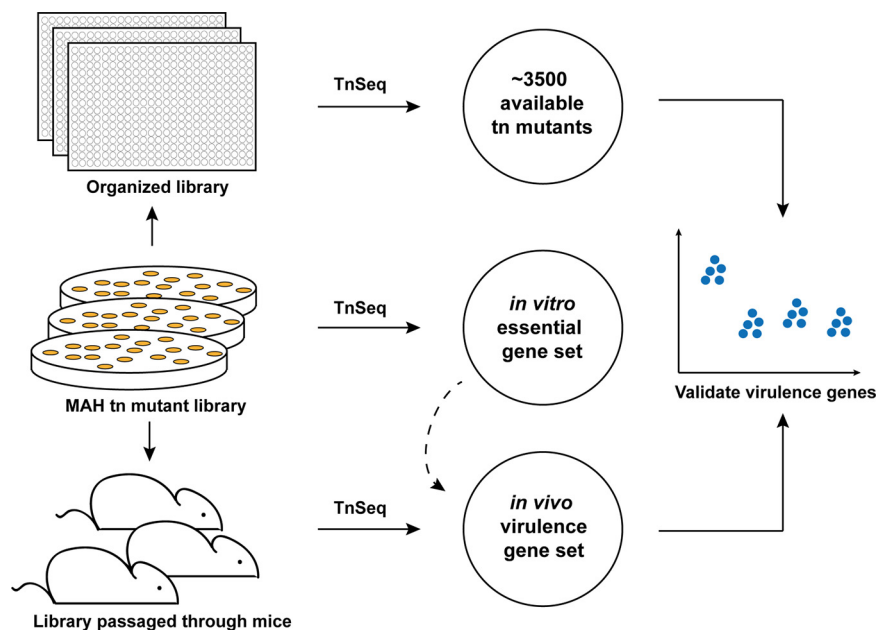 Organized library
TnSeq
~3500
available
tn mutants
MAH tn mutant library
TnSeq
in vitro
essential
gene set
Validate virulence genes
Library passaged through mice
TnSeq
in vivo
virulence
gene set